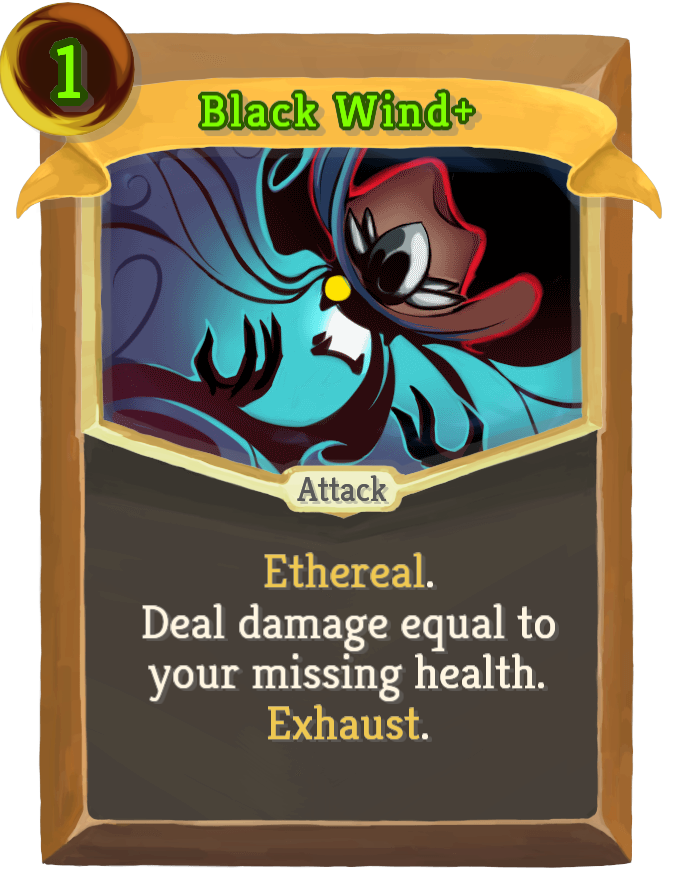 1
Black Wind+
Attack
Ethereal.
Deal damage equal to
your missing health.
Exhaust.